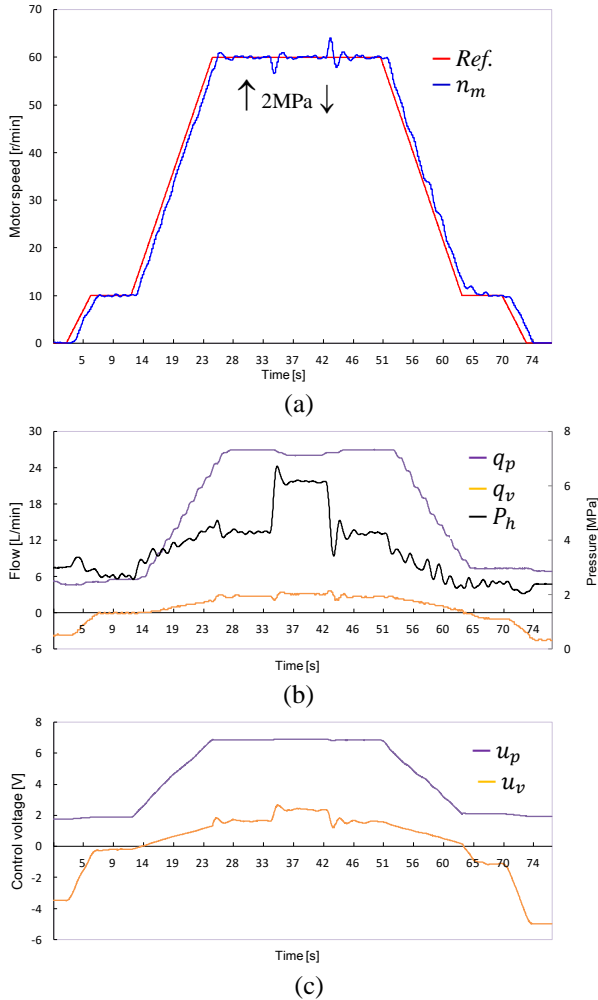 70
60
50
40
30
20
10
0
Motor speed [r/min]
Ref.
n_m
↑ 2MPa ↓
5 9 14 19 23 28 33 37 42 47 51 56 60 65 70 74
Time [s]
(a)
30
24
18
12
6
0
-6
Flow [L/min]
8
6
4
2
0
Pressure [MPa]
q_p
q_v
P_h
5 9 14 19 23 28 33 37 42 47 51 56 60 65 70 74
Time [s]
(b)
8
6
4
2
0
-2
-4
-6
Control voltage [V]
u_p
u_v
5 9 14 19 23 28 33 37 42 47 51 56 60 65 70 74
Time [s]
(c)